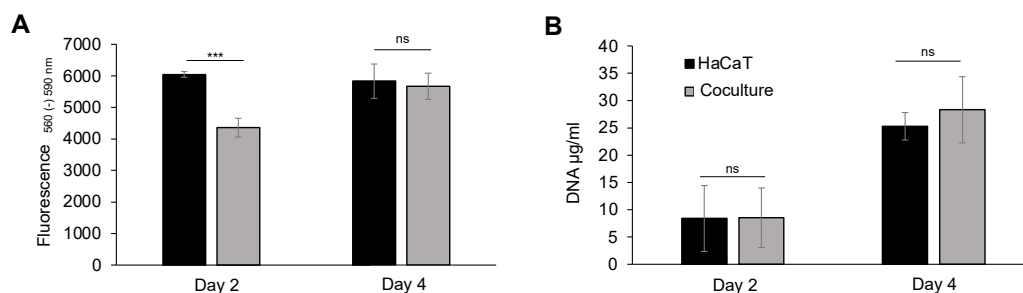 A
Fluorescence 560 (-) 590 nm
7000
6000
5000
4000
3000
2000
1000
0
***
ns
Day 2
Day 4
B
DNA µg/ml
40
35
30
25
20
15
10
5
0
HaCaT
Coculture
ns
ns
Day 2
Day 4